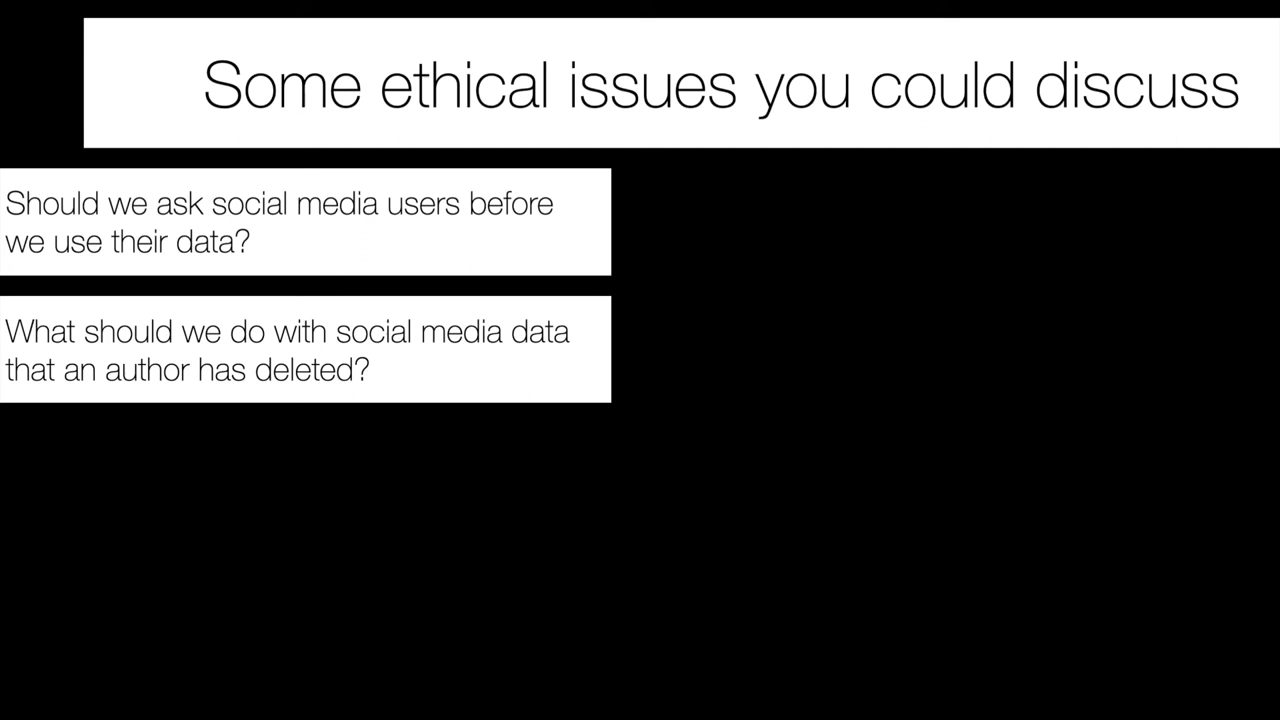 Some ethical issues you could discuss
Should we ask social media users before
we use their data?
What should we do with social media data
that an author has deleted?